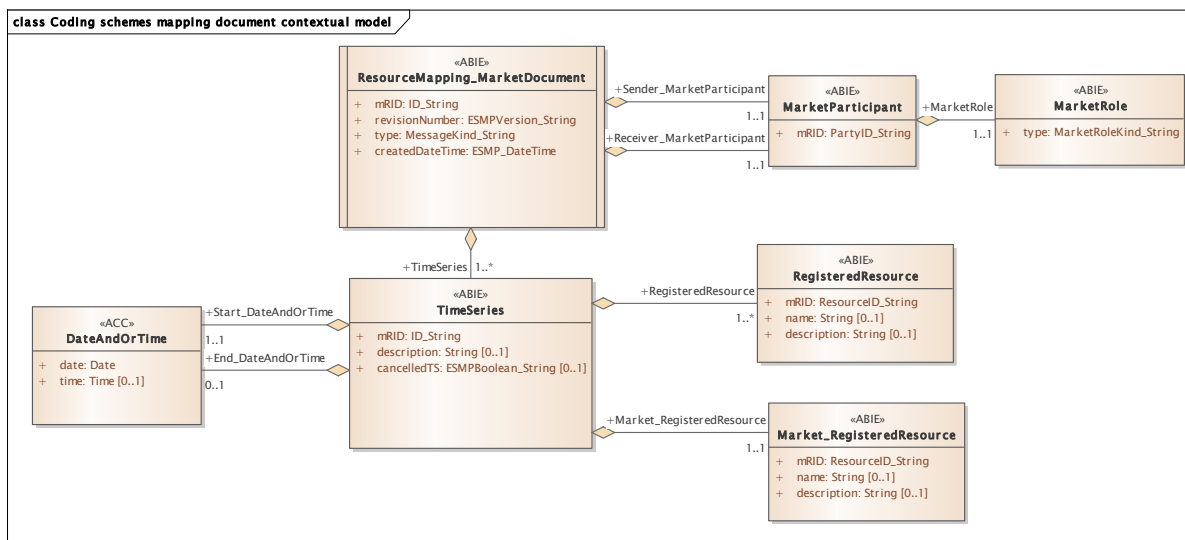 class Coding schemes mapping document contextual model
«ABIE»
ResourceMapping_MarketDocument
+ mRID: ID_String
+ revisionNumber: ESMPVersion_String
+ type: MessageKind_String
+ createdDateTime: ESMP_DateTime
+Sender_MarketParticipant
1..1
+Receiver_MarketParticipant
1..1
«ABIE»
MarketParticipant
+ mRID: PartyID_String
+MarketRole
1..1
«ABIE»
MarketRole
+ type: MarketRoleKind_String
+TimeSeries 1..*
«ABIE»
TimeSeries
+ mRID: ID_String
+ description: String [0..1]
+ cancelledTS: ESMPBoolean_String [0..1]
+Start_DateAndOrTime
1..1
+End_DateAndOrTime
0..1
«ACC»
DateAndOrTime
+ date: Date
+ time: Time [0..1]
+RegisteredResource
1..*
«ABIE»
RegisteredResource
+ mRID: ResourceID_String
+ name: String [0..1]
+ description: String [0..1]
+Market_RegisteredResource
1..1
«ABIE»
Market_RegisteredResource
+ mRID: ResourceID_String
+ name: String [0..1]
+ description: String [0..1]